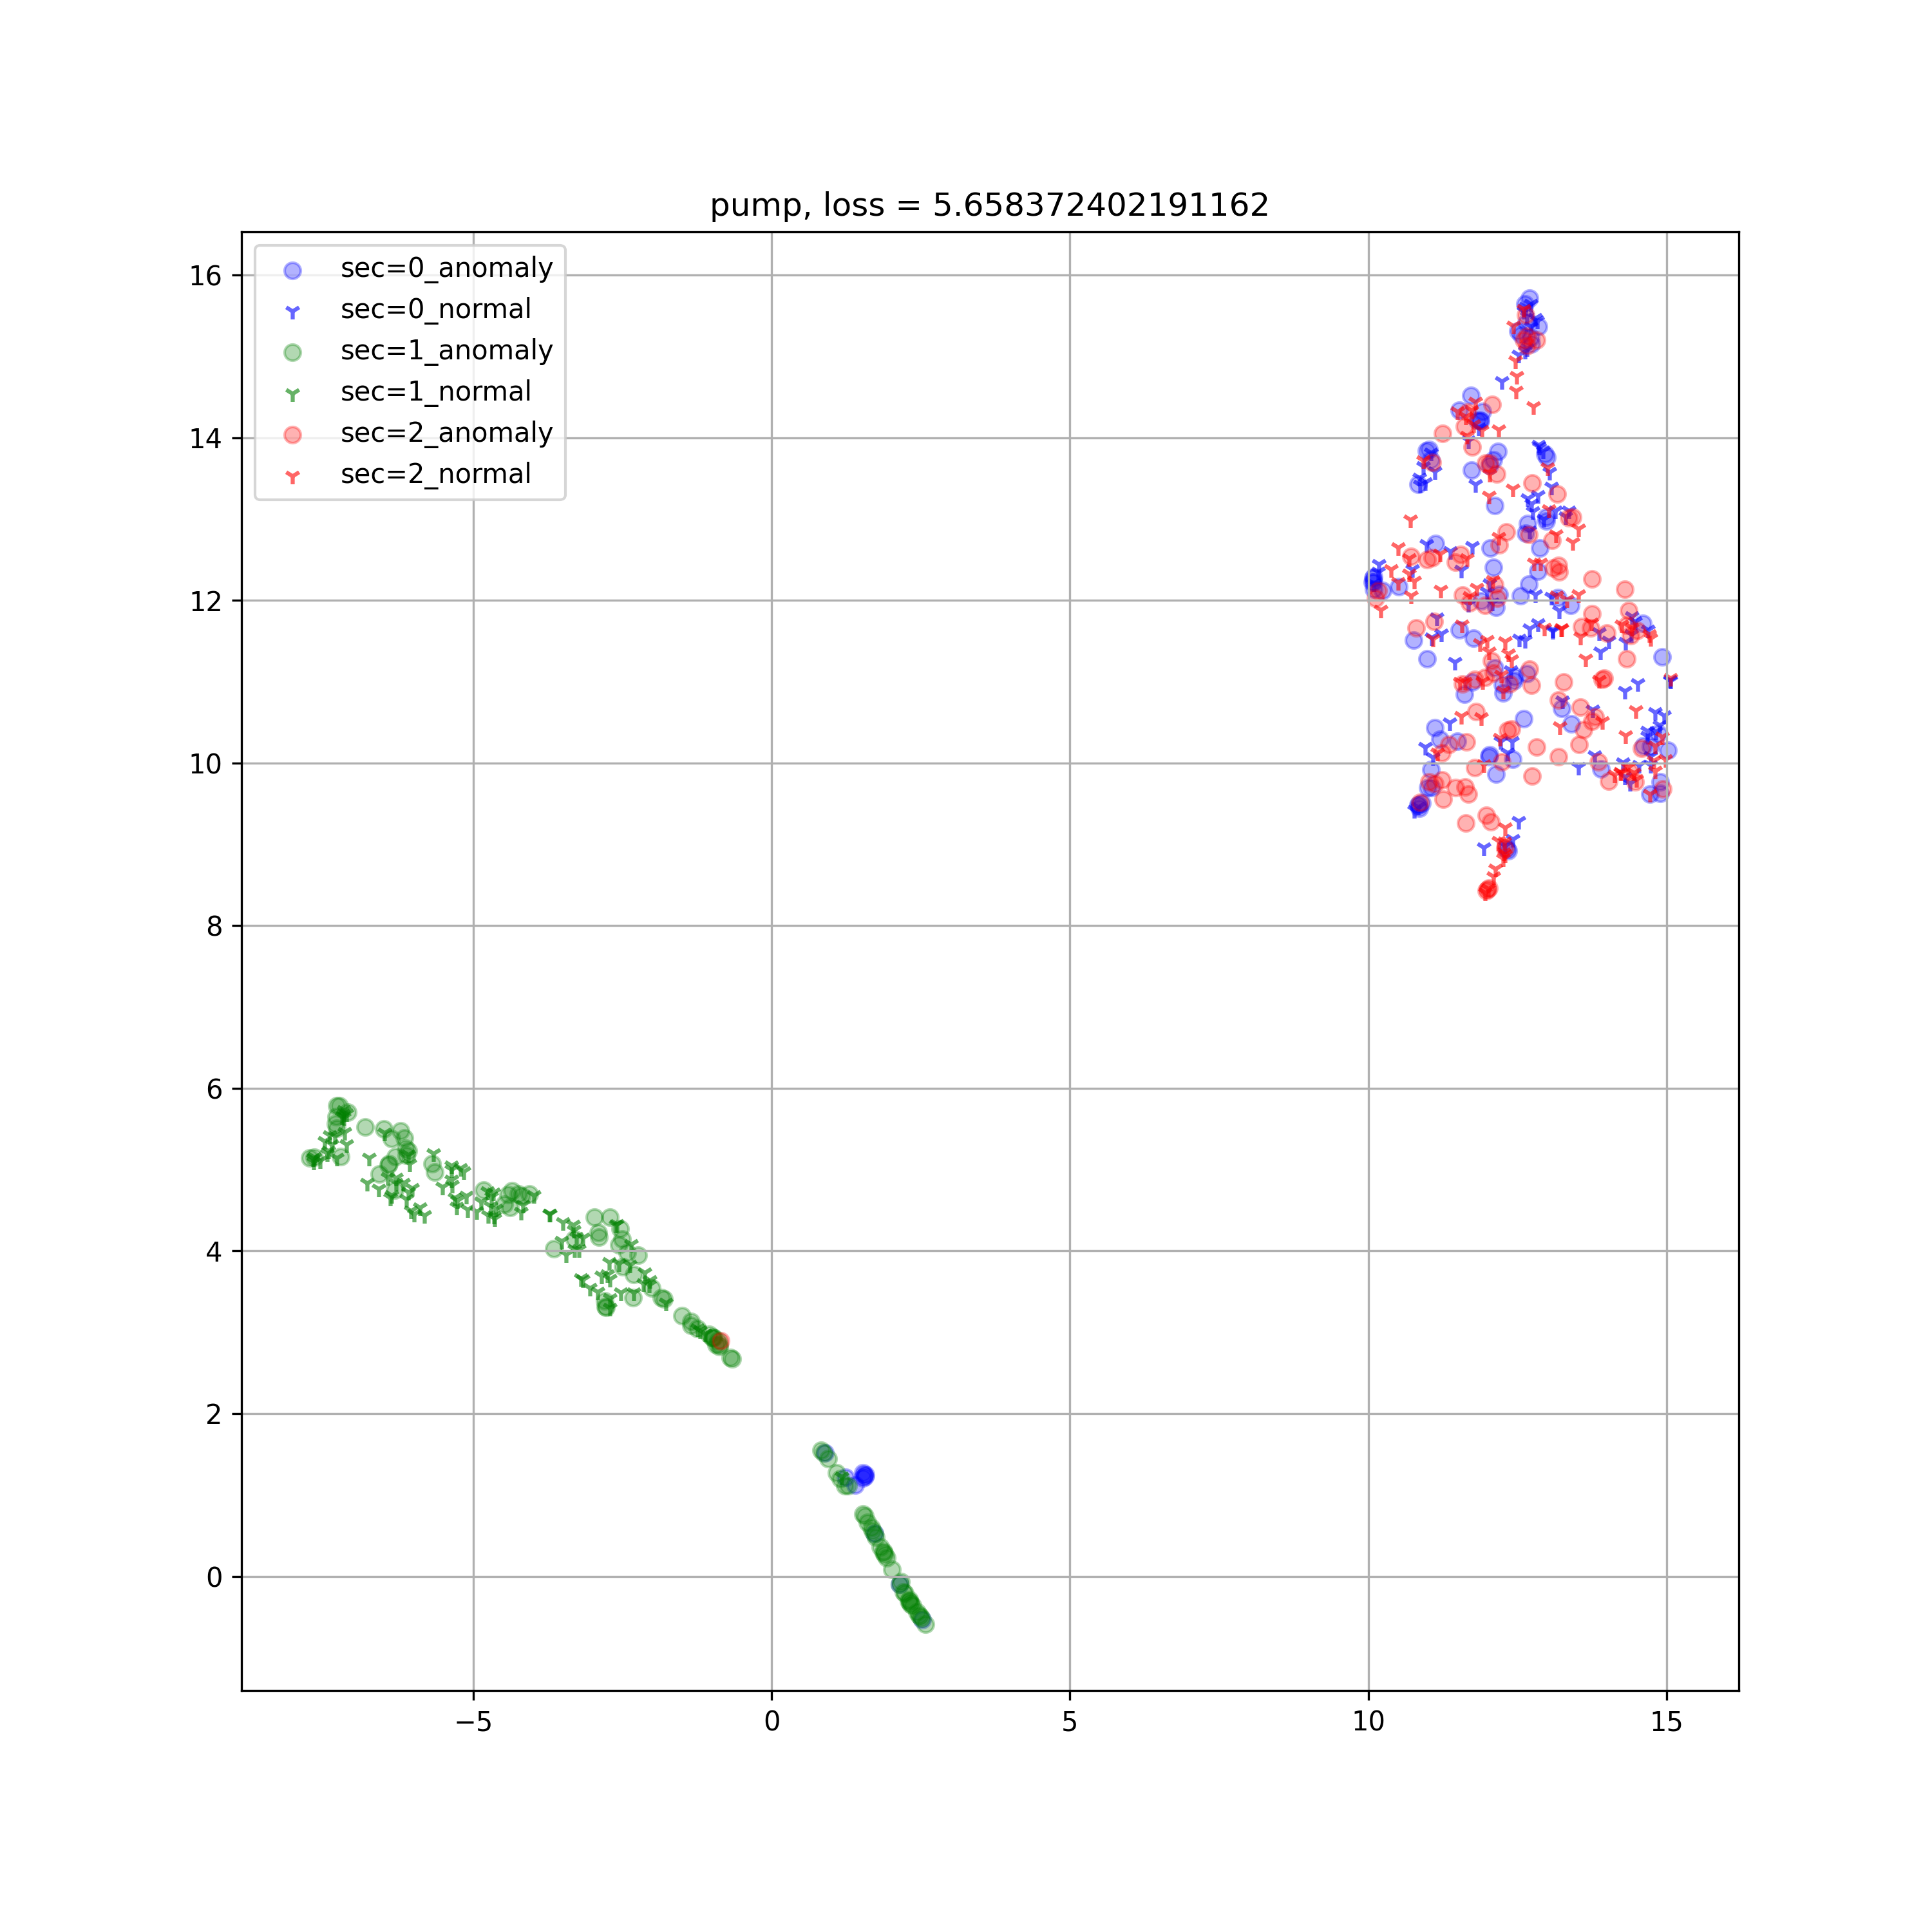 pump, loss = 5.658372402191162
sec=0_anomaly
sec=0_normal
sec=1_anomaly
sec=1_normal
sec=2_anomaly
sec=2_normal
16
14
12
10
8
6
4
2
0
−5 0 5 10 15